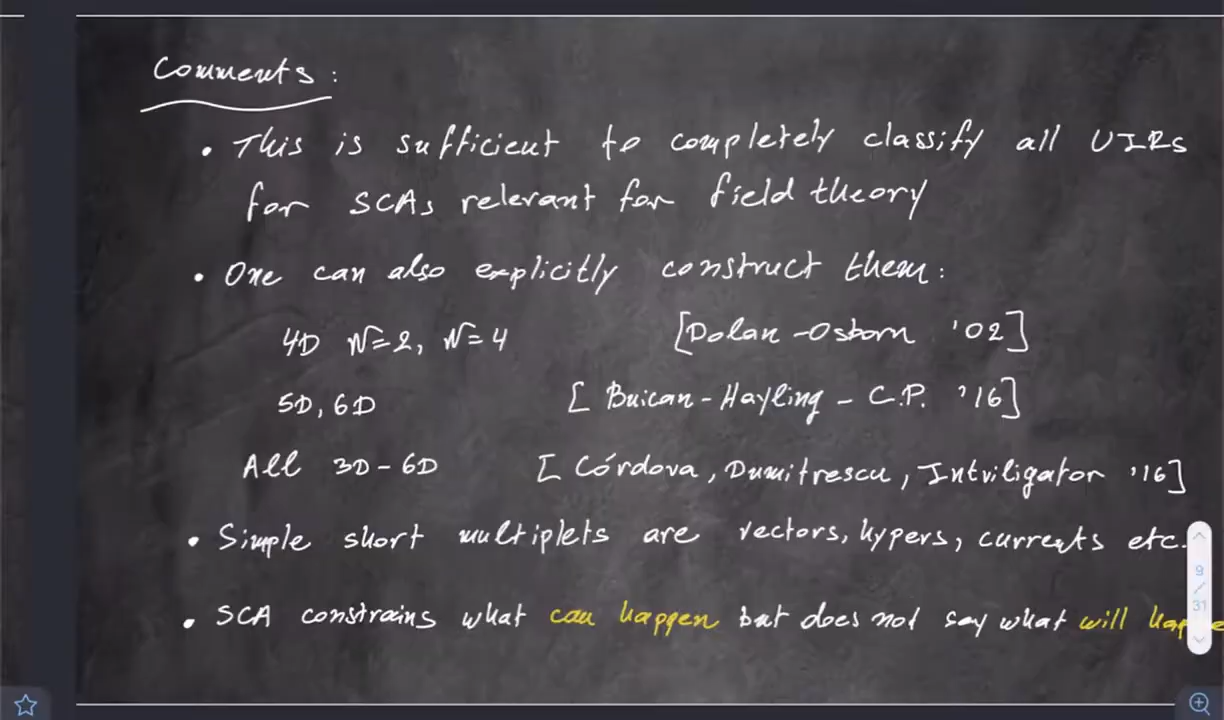 Comments:
• This is sufficient to completely classify all UIRs
for SCAs relevant for field theory
• One can also explicitly construct them:
4D N=2, N=4 [Dolan-Osborn '02]
5D, 6D [Buican-Hayling-C.P. '16]
All 3D-6D [Córdova, Dumitrescu, Intriligator '16]
• Simple short multiplets are vectors, hypers, currents etc.
• SCA constrains what can happen but does not say what will happe
9
/
31